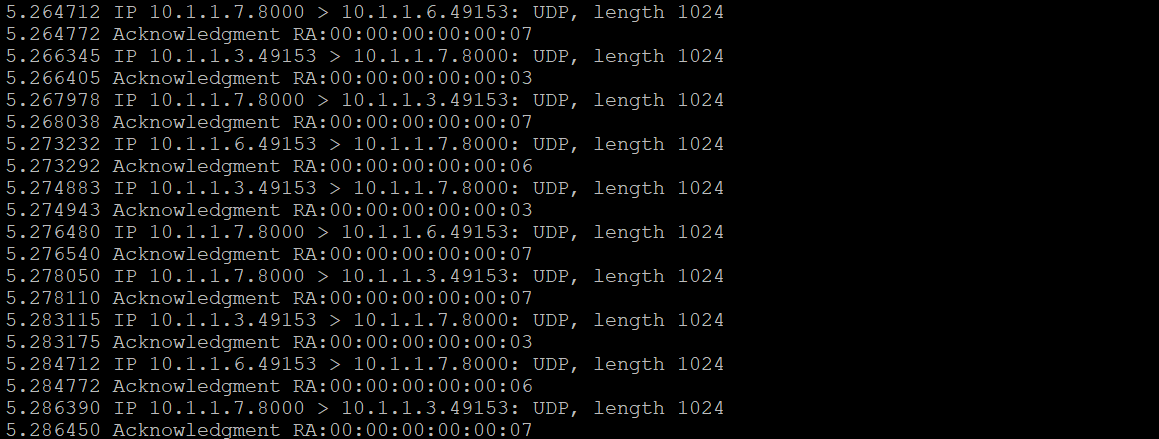 5.264712 IP 10.1.1.7.8000 > 10.1.1.6.49153: UDP, length 1024
5.264772 Acknowledgment RA:00:00:00:00:00:07
5.266345 IP 10.1.1.3.49153 > 10.1.1.7.8000: UDP, length 1024
5.266405 Acknowledgment RA:00:00:00:00:00:03
5.267978 IP 10.1.1.7.8000 > 10.1.1.3.49153: UDP, length 1024
5.268038 Acknowledgment RA:00:00:00:00:00:07
5.273232 IP 10.1.1.6.49153 > 10.1.1.7.8000: UDP, length 1024
5.273292 Acknowledgment RA:00:00:00:00:00:06
5.274883 IP 10.1.1.3.49153 > 10.1.1.7.8000: UDP, length 1024
5.274943 Acknowledgment RA:00:00:00:00:00:03
5.276480 IP 10.1.1.7.8000 > 10.1.1.6.49153: UDP, length 1024
5.276540 Acknowledgment RA:00:00:00:00:00:07
5.278050 IP 10.1.1.7.8000 > 10.1.1.3.49153: UDP, length 1024
5.278110 Acknowledgment RA:00:00:00:00:00:07
5.283115 IP 10.1.1.3.49153 > 10.1.1.7.8000: UDP, length 1024
5.283175 Acknowledgment RA:00:00:00:00:00:03
5.284712 IP 10.1.1.6.49153 > 10.1.1.7.8000: UDP, length 1024
5.284772 Acknowledgment RA:00:00:00:00:00:06
5.286390 IP 10.1.1.7.8000 > 10.1.1.3.49153: UDP, length 1024
5.286450 Acknowledgment RA:00:00:00:00:00:07